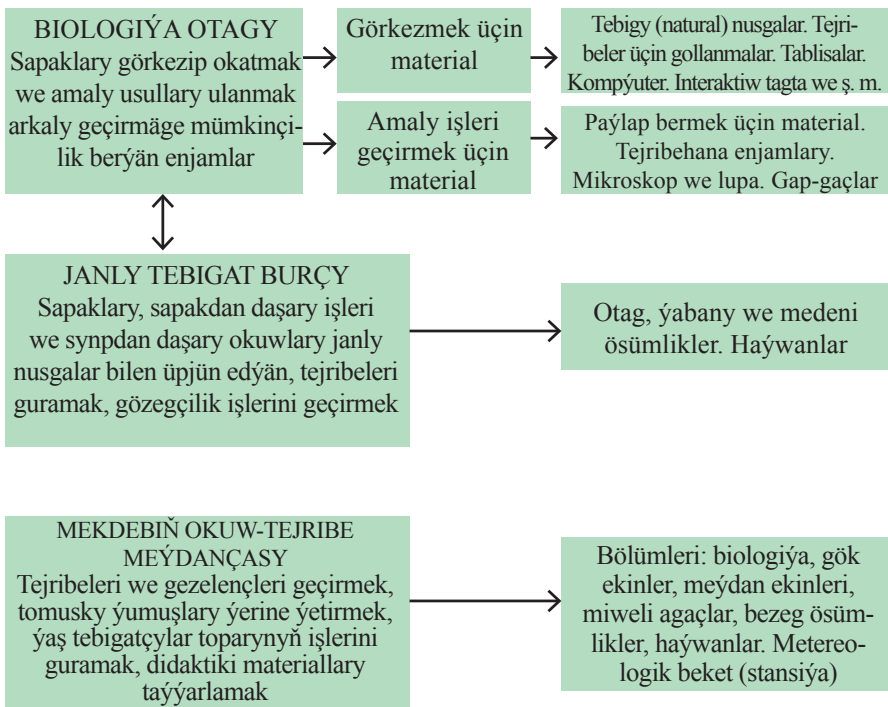 BIOLOGIÝA OTAGY
Sapaklary görkezip okatmak
we amaly usullary ulanmak
arkaly geçirmäge mümkinçi-
lik berýän enjamlar
Görkezmek üçin
material
Tebigy (natural) nusgalar. Tejri-
beler üçin gollanmalar. Tablisalar.
Kompýuter. Interaktiw tagta we ş. m.
Amaly işleri
geçirmek üçin
material
Paýlap bermek üçin material.
Tejribehana enjamlary.
Mikroskop we lupa. Gap-gaçlar
JANLY TEBIGAT BURÇY
Sapaklary, sapakdan daşary işleri
we synpdan daşary okuwlary janly
nusgalar bilen üpjün edýän, tejribeleri
guramak, gözegçilik işlerini geçirmek
Otag, ýabany we medeni
ösümlikler. Haýwanlar
MEKDEBIŇ OKUW-TEJRIBE
MEÝDANÇASY
Tejribeleri we gezelençleri geçirmek,
tomusky ýumuşlary ýerine ýetirmek,
ýaş tebigatçylar toparynyň işlerini
guramak, didaktiki materiallary
taýýarlamak
Bölümleri: biologiýa, gök
ekinler, meýdan ekinleri,
miweli agaçlar, bezeg ösüm-
likler, haýwanlar. Metereo-
logik beket (stansiýa)